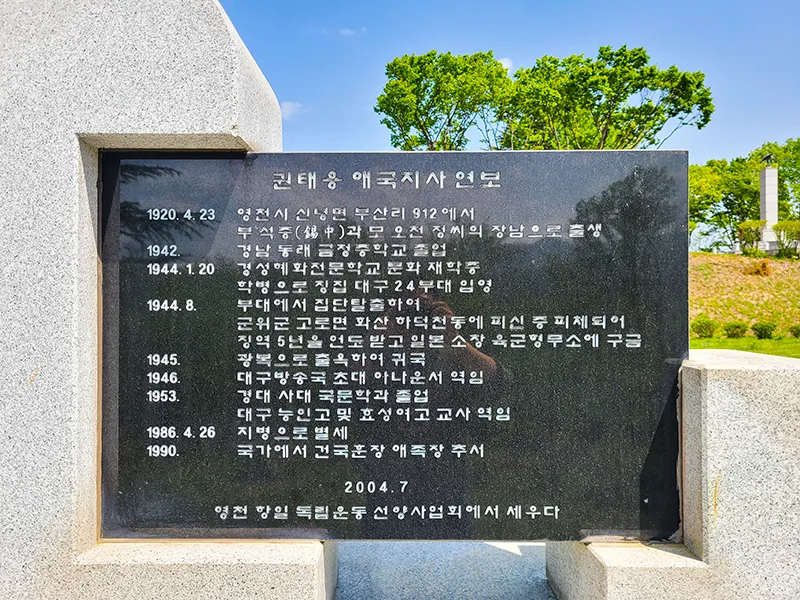 권태용 애국지사 연보
1920. 4. 23 영천시 신녕면 부산리 912에서
부 석중(錫中)과 모 오천 정씨의 장남으로 출생
1942. 경남 동래 금정중학교 졸업
1944. 1. 20 경성혜화전문학교 문화 재학중
학병으로 징집 대구 24부대 입영
1944. 8. 부대에서 집단탈출하여
군위군 고로면 화산 하덕천동에 피신 중 피체되어
징역 5년을 언도 받고 일본 소창 육군형무소에 구금
1945. 광복으로 출옥하여 귀국
1946. 대구방송국 초대 아나운서 역임
1953. 경대 사대 국문학과 졸업
대구 능인고 및 효성여고 교사 역임
1986. 4. 26 지병으로 별세
1990. 국가에서 건국훈장 애족장 추서
2004. 7
영천 항일 독립운동 선양사업회에서 세우다